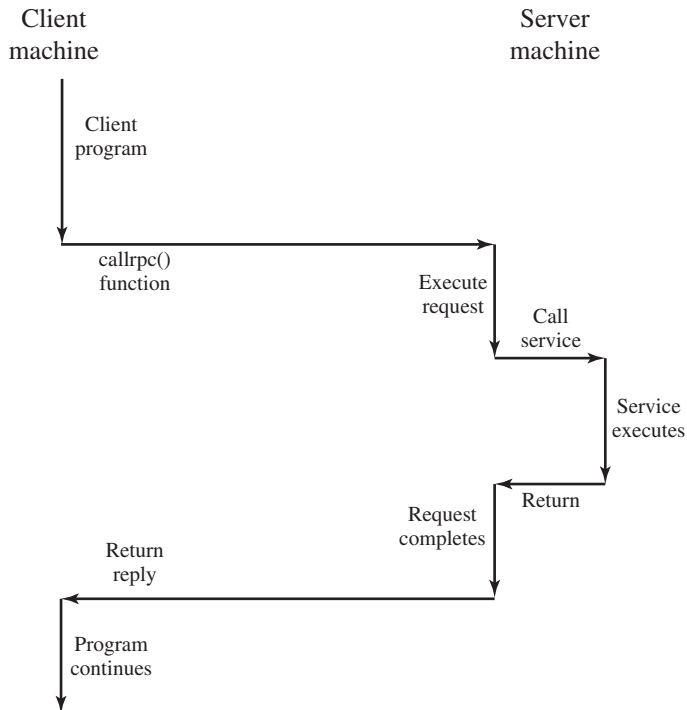 Client
machine
Server
machine
Client
program
callrpc()
function
Execute
request
Call
service
Service
executes
Return
Request
completes
Return
reply
Program
continues